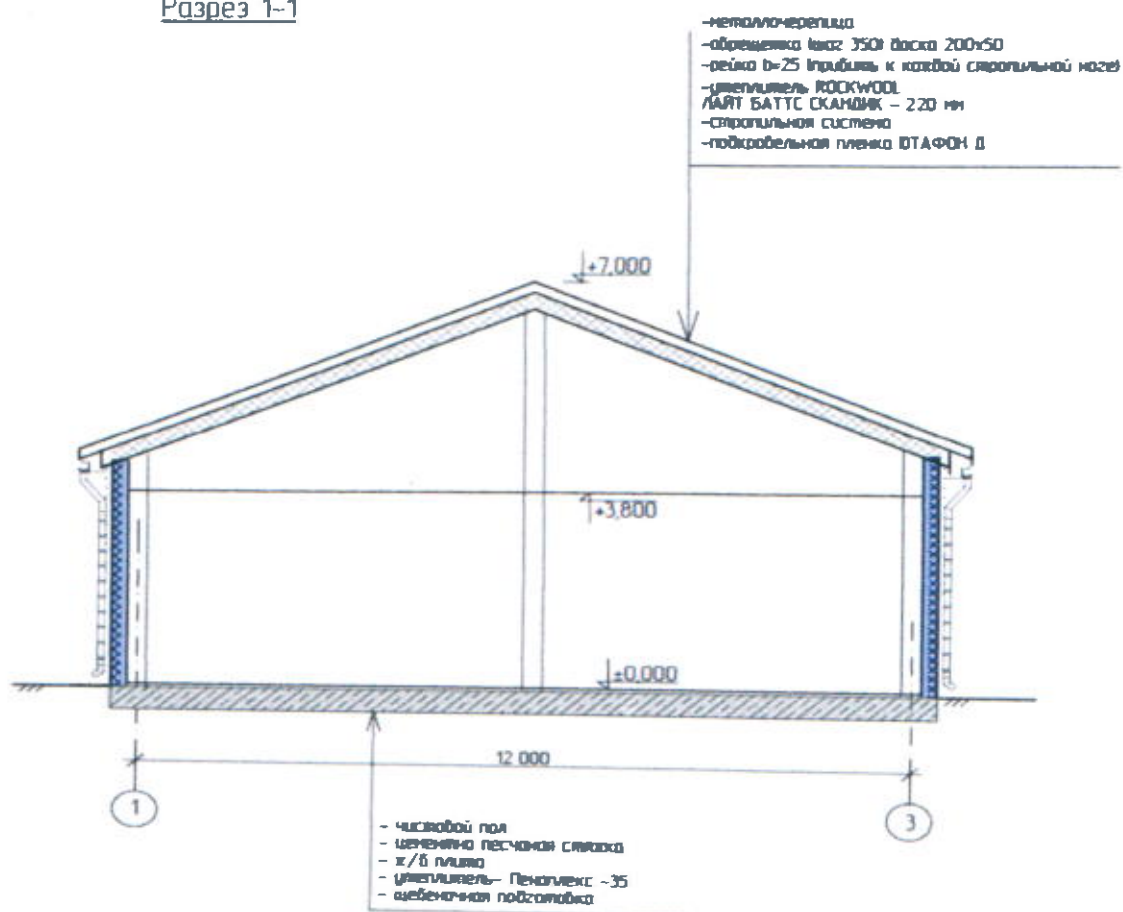 Разрез 1-1
-металлочерепица
-обрешетка (шаг 350) доска 200x50
-рейка b=25 (прибить к каждой стропильной ноге)
-утеплитель ROCKWOOL
ЛАЙТ БАТТС СКАНДИК - 220 мм
-стропильная система
-подкровельная пленка ЮТАФОН Д
+7,000
+3,800
±0,000
12 000
1
3
- чистовой пол
- цементно песчаная стяжка
- ж/б плита
- утеплитель- Пеноплекс -35
- щебеночная подготовка